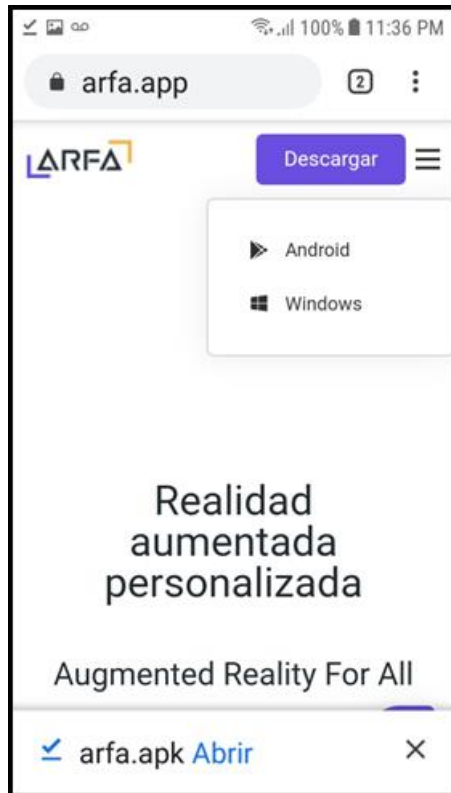 100% 11:36 PM
arfa.app 2
ARFA Descargar
Android
Windows
Realidad
aumentada
personalizada
Augmented Reality For All
arfa.apk Abrir